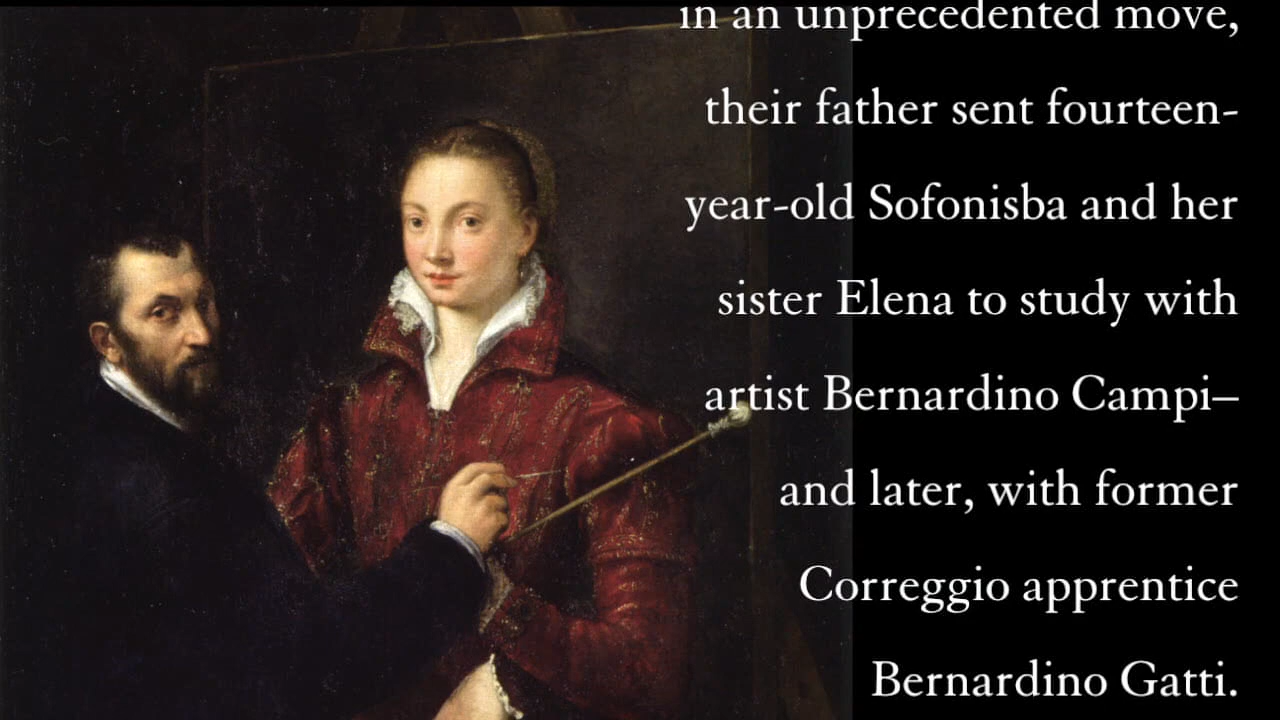 in an unprecedented move,
their father sent fourteen-
year-old Sofonisba and her
sister Elena to study with
artist Bernardino Campi–
and later, with former
Correggio apprentice
Bernardino Gatti.